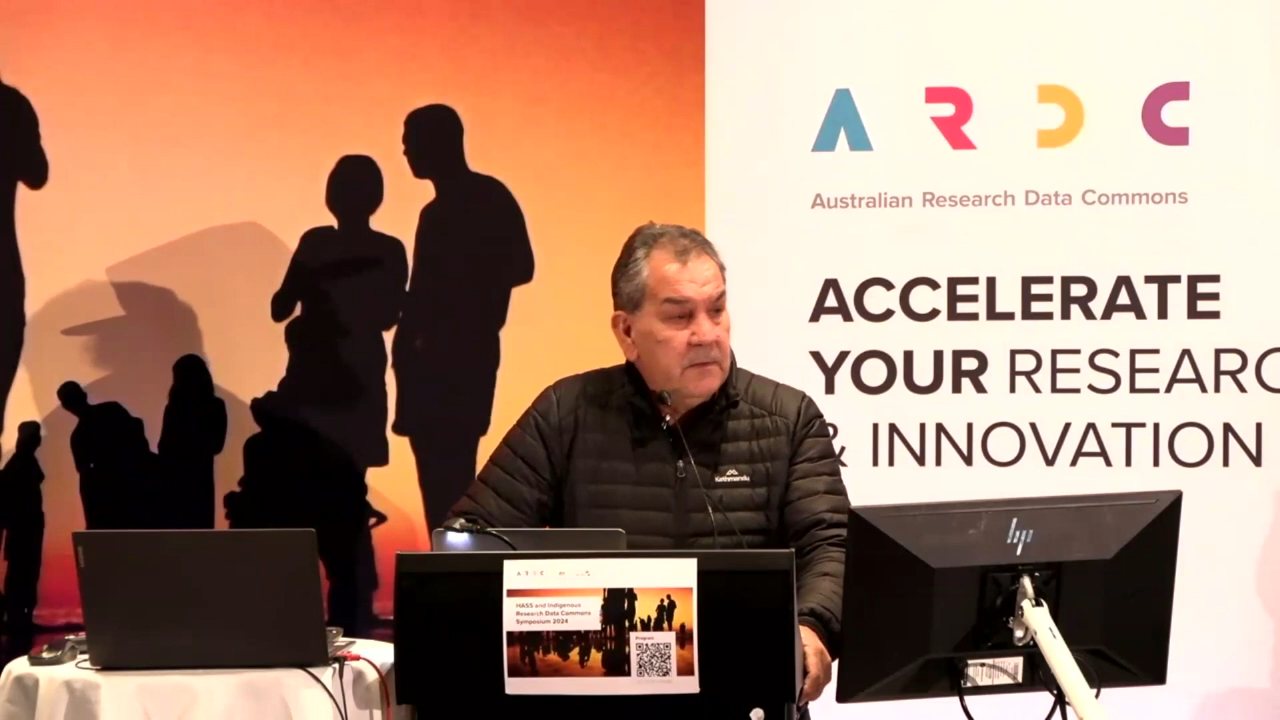 ARDC
Australian Research Data Commons
ACCELERATE
YOUR RESEARC
& INNOVATION
Kathmandu
hp
HASS and Indigenous
Research Data Commons
Symposium 2024
Program